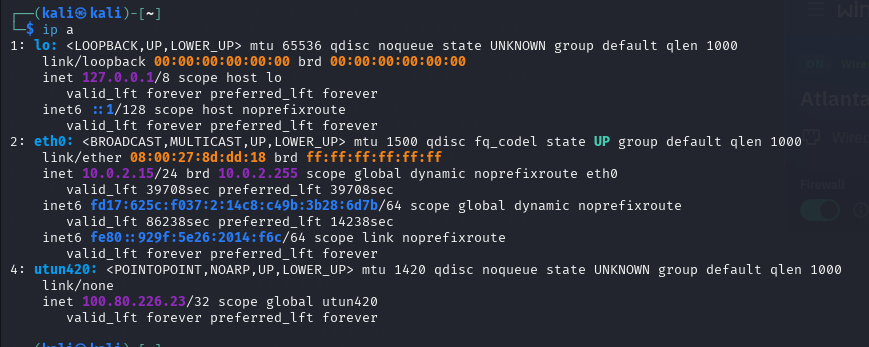 ┌──(kali㉿kali)-[~]
└─$ ip a
1: lo: <LOOPBACK,UP,LOWER_UP> mtu 65536 qdisc noqueue state UNKNOWN group default qlen 1000
    link/loopback 00:00:00:00:00:00 brd 00:00:00:00:00:00
    inet 127.0.0.1/8 scope host lo
       valid_lft forever preferred_lft forever
    inet6 ::1/128 scope host noprefixroute
       valid_lft forever preferred_lft forever
2: eth0: <BROADCAST,MULTICAST,UP,LOWER_UP> mtu 1500 qdisc fq_codel state UP group default qlen 1000
    link/ether 08:00:27:8d:dd:18 brd ff:ff:ff:ff:ff:ff
    inet 10.0.2.15/24 brd 10.0.2.255 scope global dynamic noprefixroute eth0
       valid_lft 39708sec preferred_lft 39708sec
    inet6 fd17:625c:f037:2:14c8:c49b:3b28:6d7b/64 scope global dynamic noprefixroute
       valid_lft 86238sec preferred_lft 14238sec
    inet6 fe80::929f:5e26:2014:f6c/64 scope link noprefixroute
       valid_lft forever preferred_lft forever
4: utun420: <POINTOPOINT,NOARP,UP,LOWER_UP> mtu 1420 qdisc noqueue state UNKNOWN group default qlen 1000
    link/none
    inet 100.80.226.23/32 scope global utun420
       valid_lft forever preferred_lft forever
┌──(kali㉿kali)-[~]
ON
Atlanta
Firewall